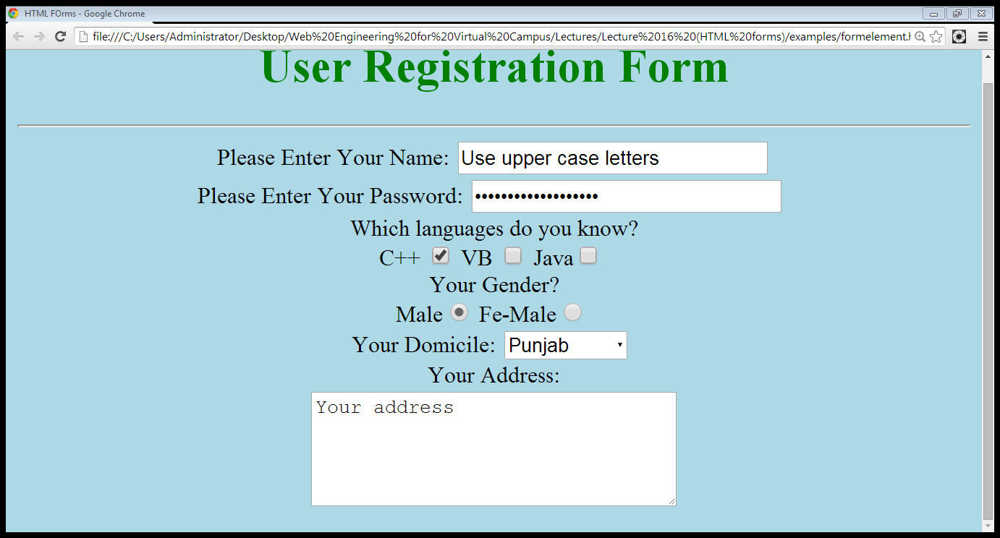 HTML FOrms - Google Chrome
file:///C:/Users/Administrator/Desktop/Web%20Engineering%20for%20Virtual%20Campus/Lectures/Lecture%2016%20(HTML%20forms)/examples/formelement.h
User Registration Form
Please Enter Your Name: Use upper case letters
Please Enter Your Password: •••••••••••••••••••
Which languages do you know?
C++ VB Java
Your Gender?
Male Fe-Male
Your Domicile: Punjab
Your Address:
Your address